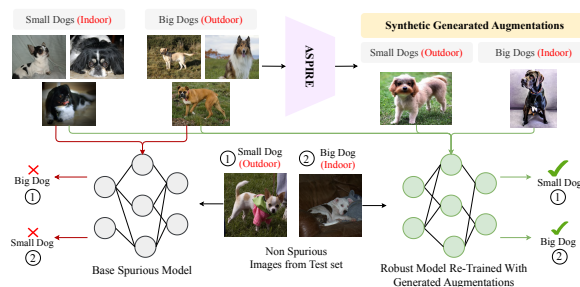 Small Dogs (Indoor)
Big Dogs (Outdoor)
ASPIRE
Synthetic Genearted Augmentations
Small Dogs (Outdoor)
Big Dogs (Indoor)
Big Dog
1
Small Dog
2
Base Spurious Model
1 Small Dog
(Outdoor)
2 Big Dog
(Indoor)
Non Spurious
Images from Test set
Small Dog
1
Big Dog
2
Robust Model Re-Trained With
Generated Augmentations